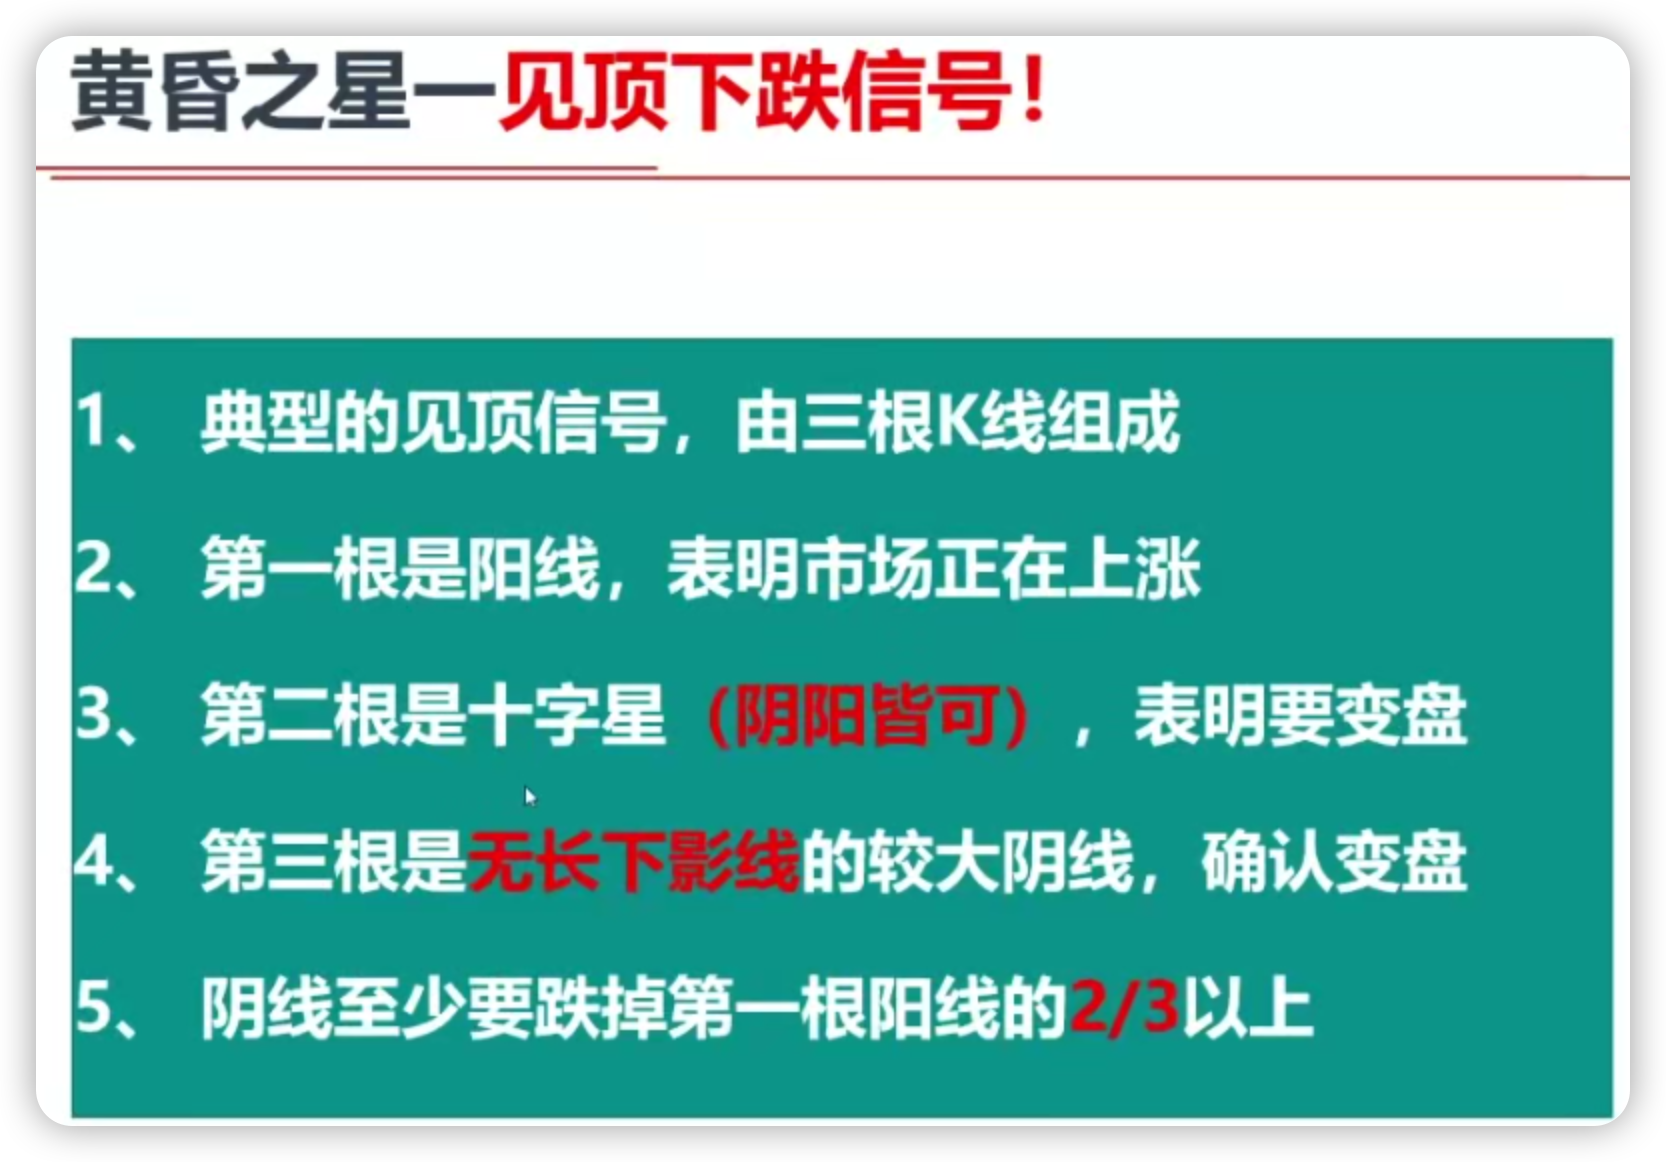 黄昏之星一见顶下跌信号！
1、 典型的见顶信号，由三根K线组成
2、 第一根是阳线，表明市场正在上涨
3、 第二根是十字星（阴阳皆可），表明要变盘
4、 第三根是无长下影线的较大阴线，确认变盘
5、 阴线至少要跌掉第一根阳线的2/3以上